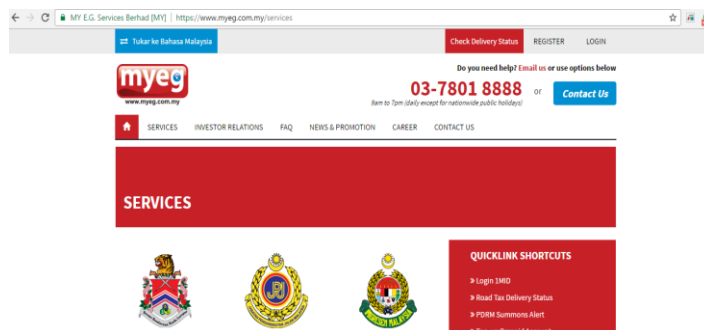 MY E.G. Services Berhad [MY] | https://www.myeg.com.my/services
Tukar ke Bahasa Malaysia
Check Delivery Status REGISTER LOGIN
Do you need help? Email us or use options below
myeg
www.myeg.com.my
03-7801 8888 or Contact Us
8am to 7pm (daily except for nationwide public holidays)
SERVICES INVESTOR RELATIONS FAQ NEWS & PROMOTION CAREER CONTACT US
SERVICES
QUICKLINK SHORTCUTS
» Login 1MID
» Road Tax Delivery Status
» PDRM Summons Alert
JPJ